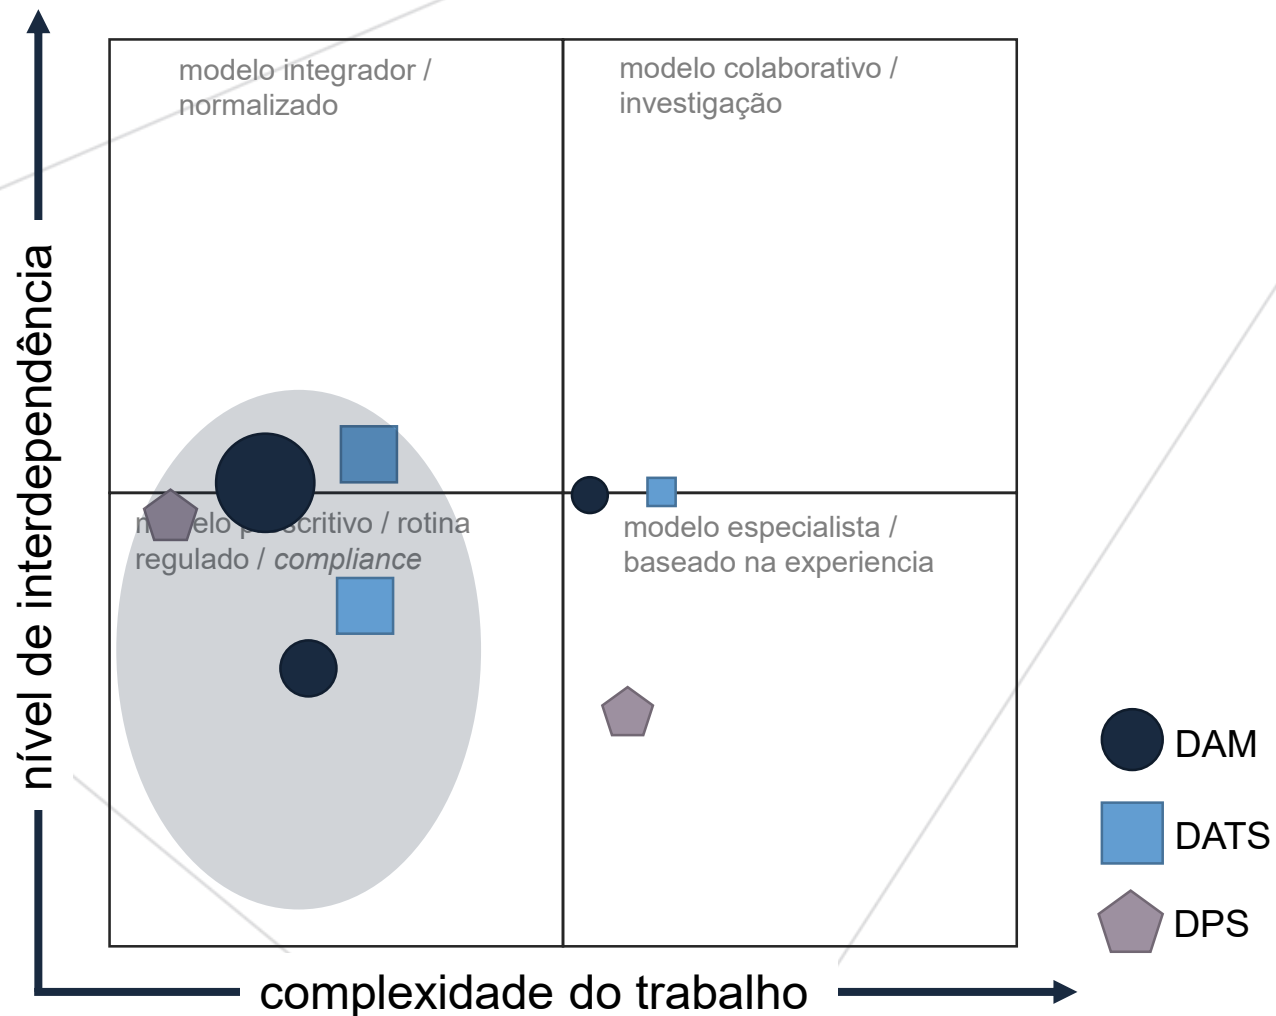 modelo integrador /
normalizado
modelo colaborativo /
investigação
nível de interdependência
/ rotina
regulado / compliance
modelo especialista /
baseado na experiencia
DAM
DATS
DPS
complexidade do trabalho